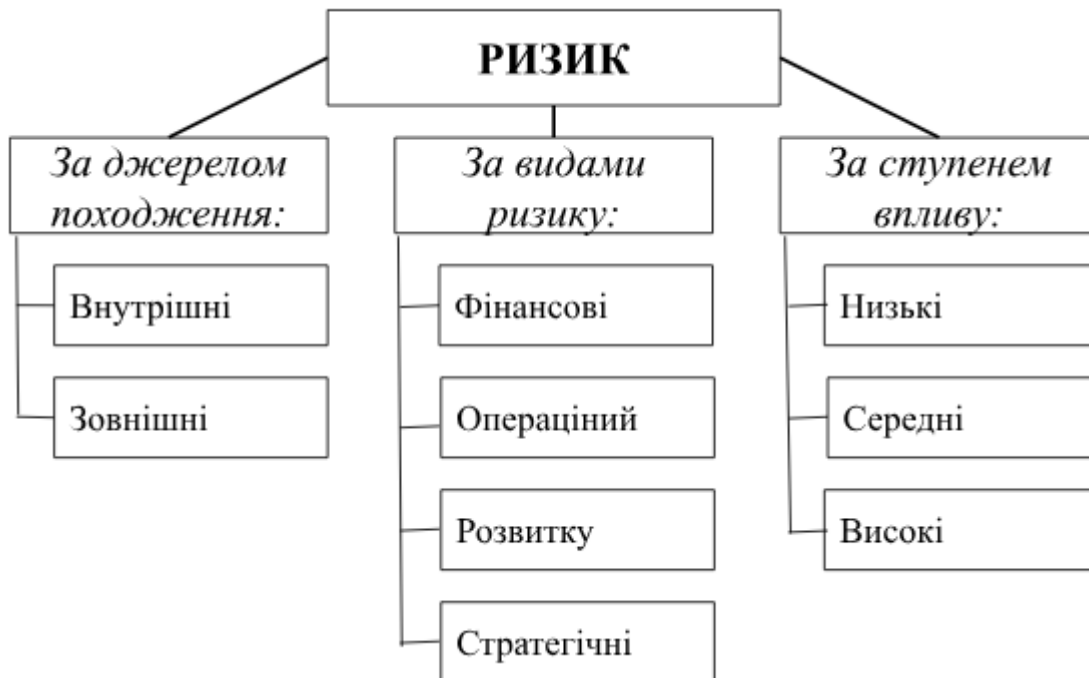 РИЗИК
За джерелом
походження:
Внутрішні
Зовнішні
За видами
ризику:
Фінансові
Операціний
Розвитку
Стратегічні
За ступенем
впливу:
Низькі
Середні
Високі